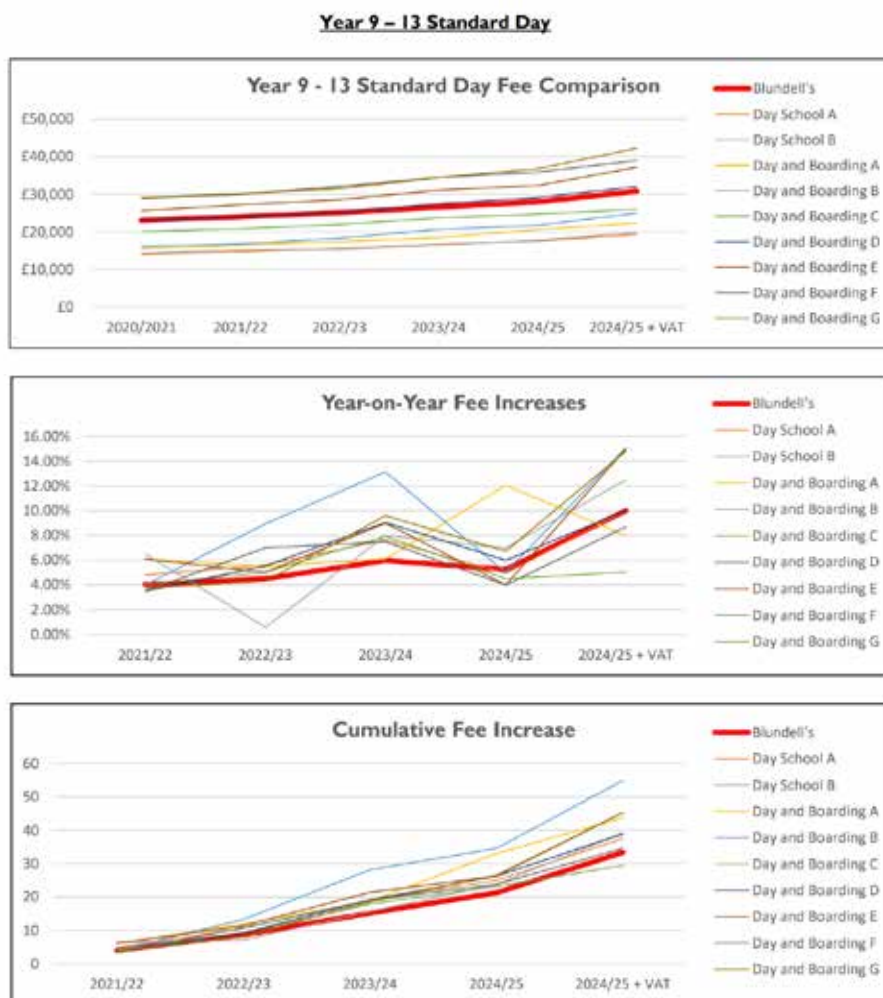 Year 9 – 13 Standard Day
Year 9 - 13 Standard Day Fee Comparison
£50,000
£40,000
£30,000
£20,000
£10,000
£0
2020/2021 2021/22 2022/23 2023/24 2024/25 2024/25 + VAT
Blundell's
Day School A
Day School B
Day and Boarding A
Day and Boarding B
Day and Boarding C
Day and Boarding D
Day and Boarding E
Day and Boarding F
Day and Boarding G
Year-on-Year Fee Increases
16.00%
14.00%
12.00%
10.00%
8.00%
6.00%
4.00%
2.00%
0.00%
2021/22 2022/23 2023/24 2024/25 2024/25 + VAT
Blundell's
Day School A
Day School B
Day and Boarding A
Day and Boarding B
Day and Boarding C
Day and Boarding D
Day and Boarding E
Day and Boarding F
Day and Boarding G
Cumulative Fee Increase
60
50
40
30
20
10
0
2021/22 2022/23 2023/24 2024/25 2024/25 + VAT
Blundell's
Day School A
Day School B
Day and Boarding A
Day and Boarding B
Day and Boarding C
Day and Boarding D
Day and Boarding E
Day and Boarding F
Day and Boarding G